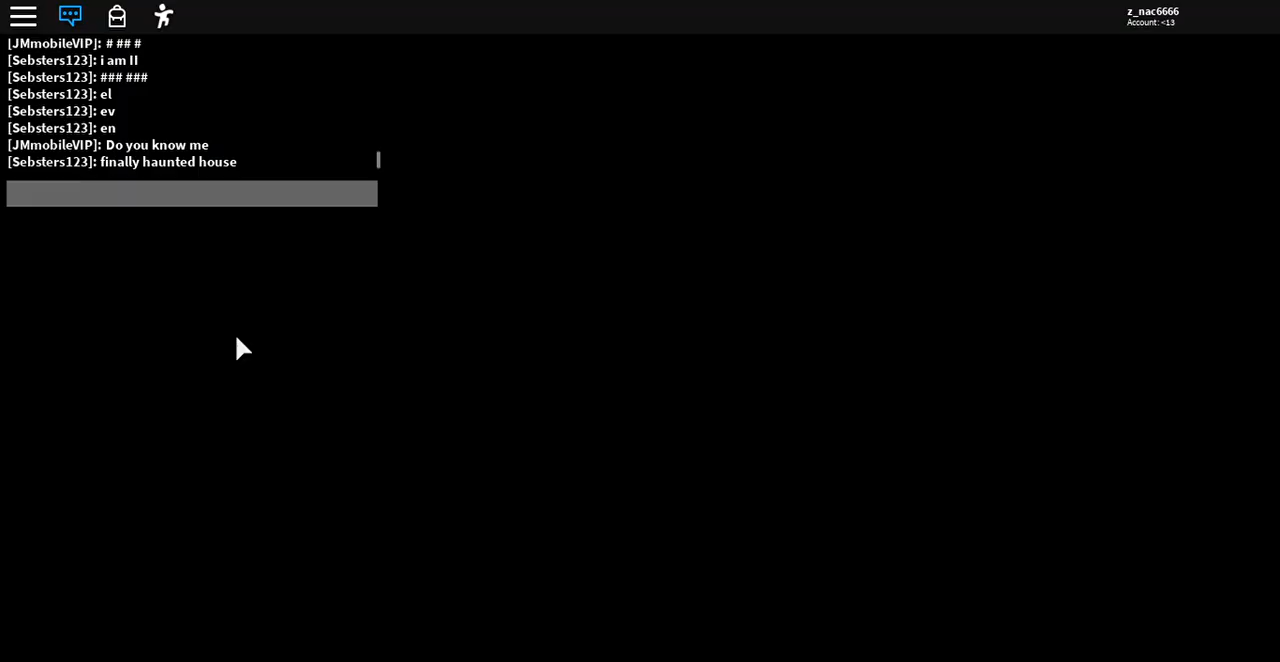 z_nac6666
Account: <13
[JMmobileVIP]: # ## #
[Sebsters123]: i am II
[Sebsters123]: ### ###
[Sebsters123]: el
[Sebsters123]: ev
[Sebsters123]: en
[JMmobileVIP]: Do you know me
[Sebsters123]: finally haunted house